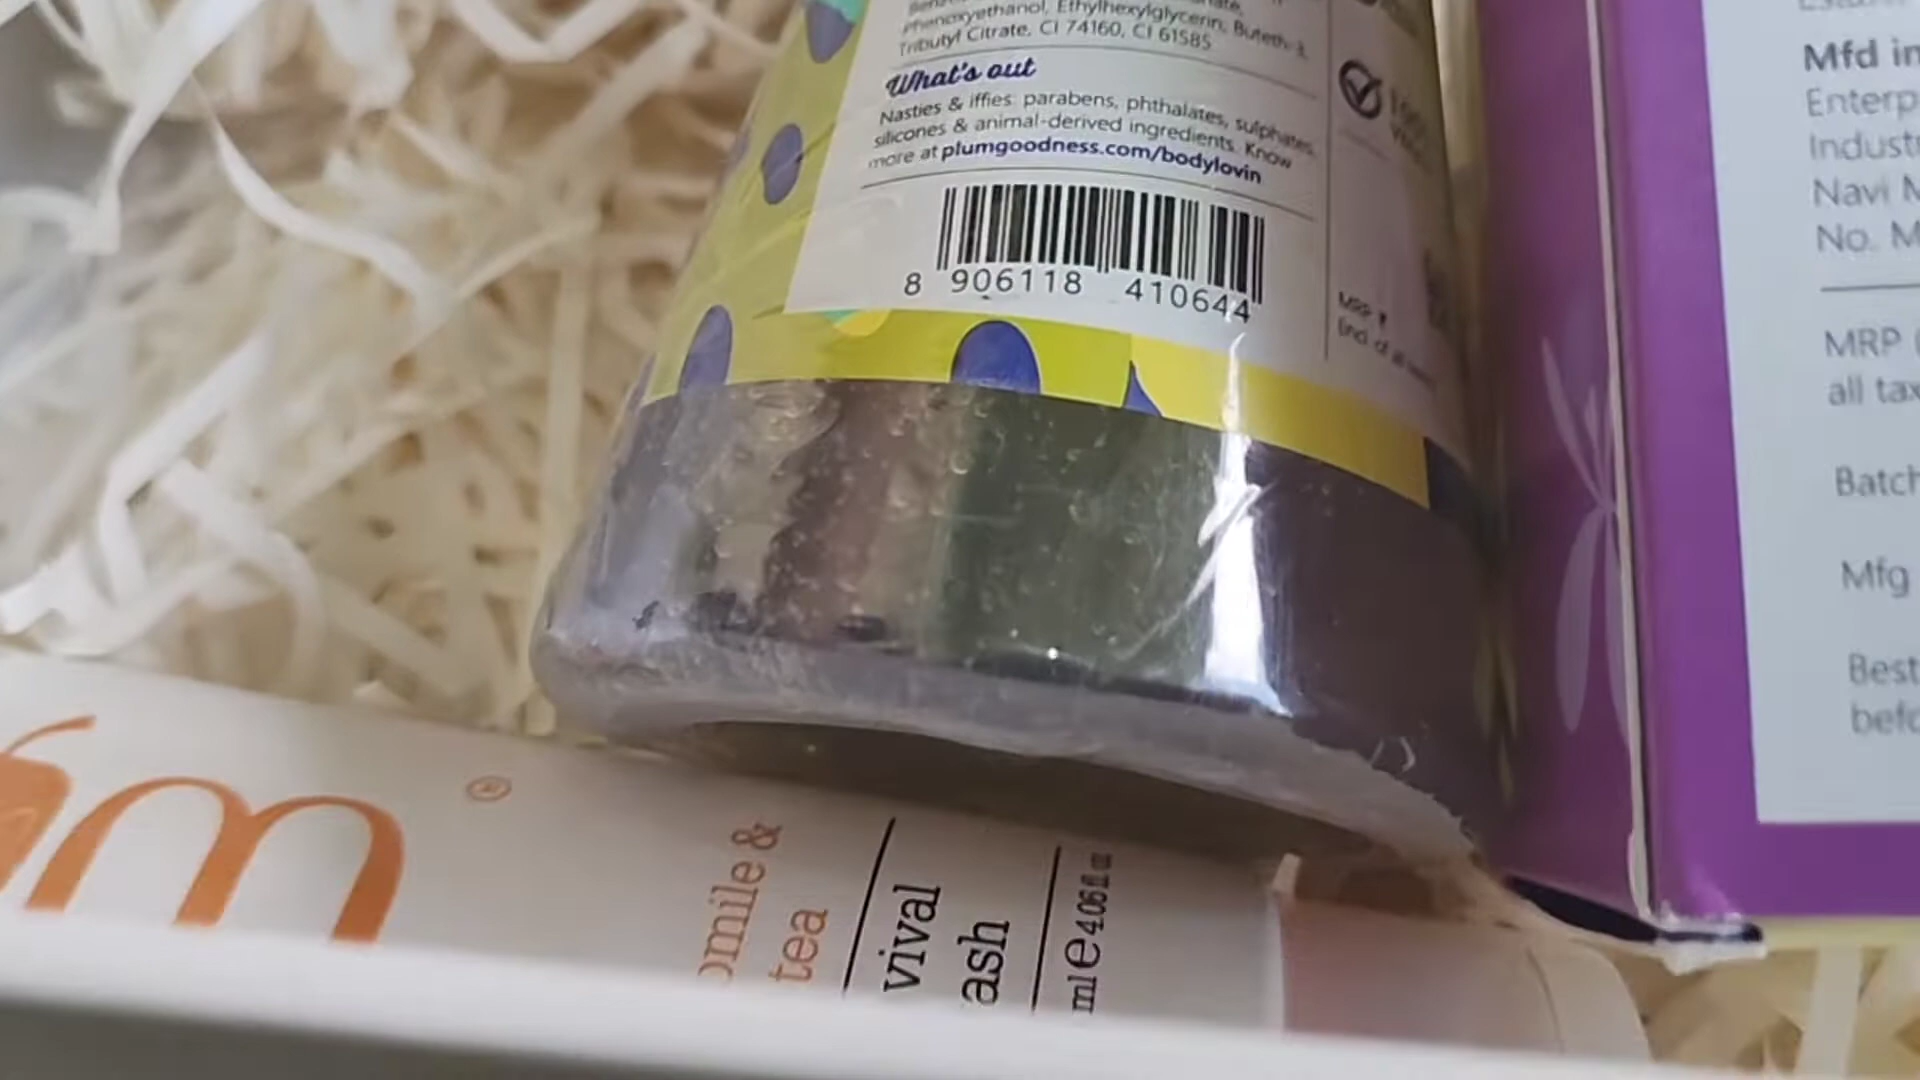 Phenoxyethanol, Ethylhexylglycerin, Buteth-3,
Tributyl Citrate, CI 74160, CI 61585
What's out
Nasties & iffies: parabens, phthalates, sulphates,
silicones & animal-derived ingredients. Know
more at plumgoodness.com/bodylovin
8 906118 410644
MRP ₹
Mfd in
Enterp
Indust
Navi M
No. M
MRP
all tax
Batch
Mfg
Best
befo
m®
omile &
tea
vival
ash
ml e 4.06 fl oz